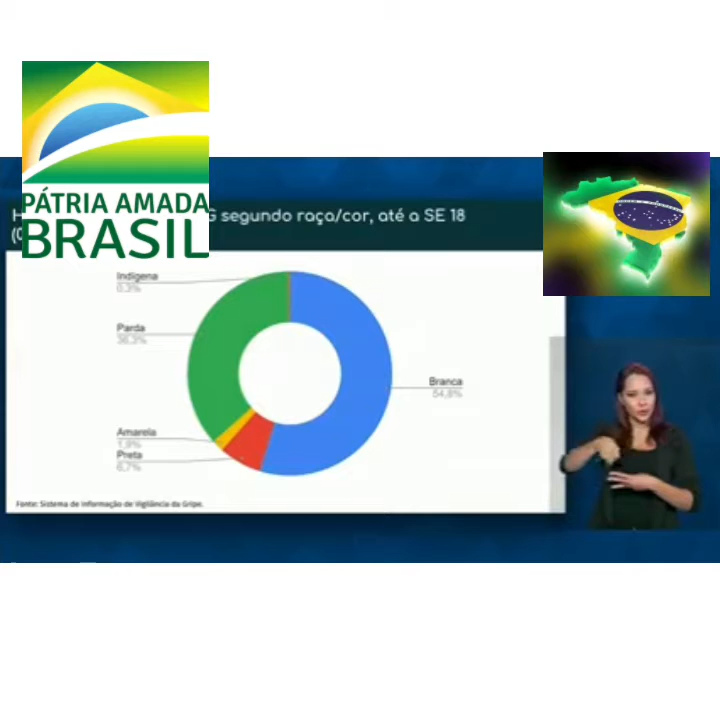 PÁTRIA AMADA
BRASIL
segundo raça/cor, até a SE 18
Indígena
0,3%
Parda
36,3%
Branca
54,8%
Amarela
1,9%
Preta
6,7%
Fonte: Sistema de Informação de Vigilância da Gripe.